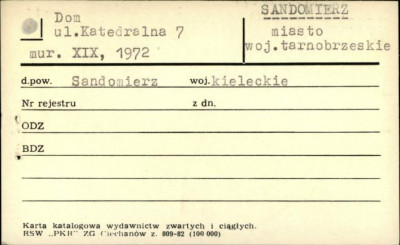 Dom
ul.Katedralna 7
mur. XIX, 1972
SANDOMIERZ
miasto
woj.tarnobrzeskie
d.pow. Sandomierz woj.kieleckie
Nr rejestru z dn.
ODZ
BDZ
Karta katalogowa wydawnictw zwartych i ciągłych.
RSW „PKR" ZG Ciechanów z. 809-82 (100 000)